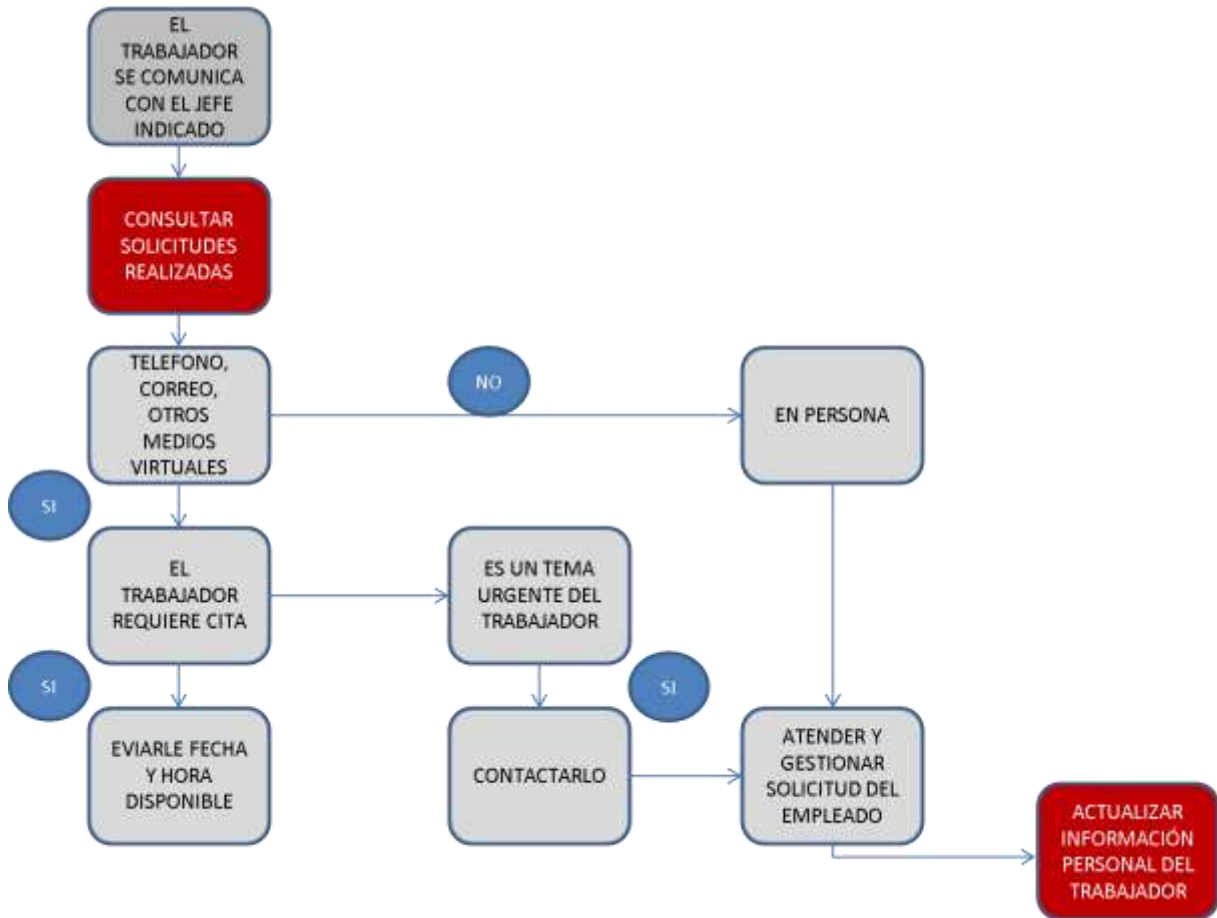 EL
TRABAJADOR
SE COMUNICA
CON EL JEFE
INDICADO
CONSULTAR
SOLICITUDES
REALIZADAS
TELEFONO,
CORREO,
OTROS
MEDIOS
VIRTUALES
NO
EN PERSONA
SI
EL
TRABAJADOR
REQUIERE CITA
ES UN TEMA
URGENTE DEL
TRABAJADOR
SI
SI
EVIARLE FECHA
Y HORA
DISPONIBLE
CONTACTARLO
ATENDER Y
GESTIONAR
SOLICITUD DEL
EMPLEADO
ACTUALIZAR
INFORMACIÓN
PERSONAL DEL
TRABAJADOR